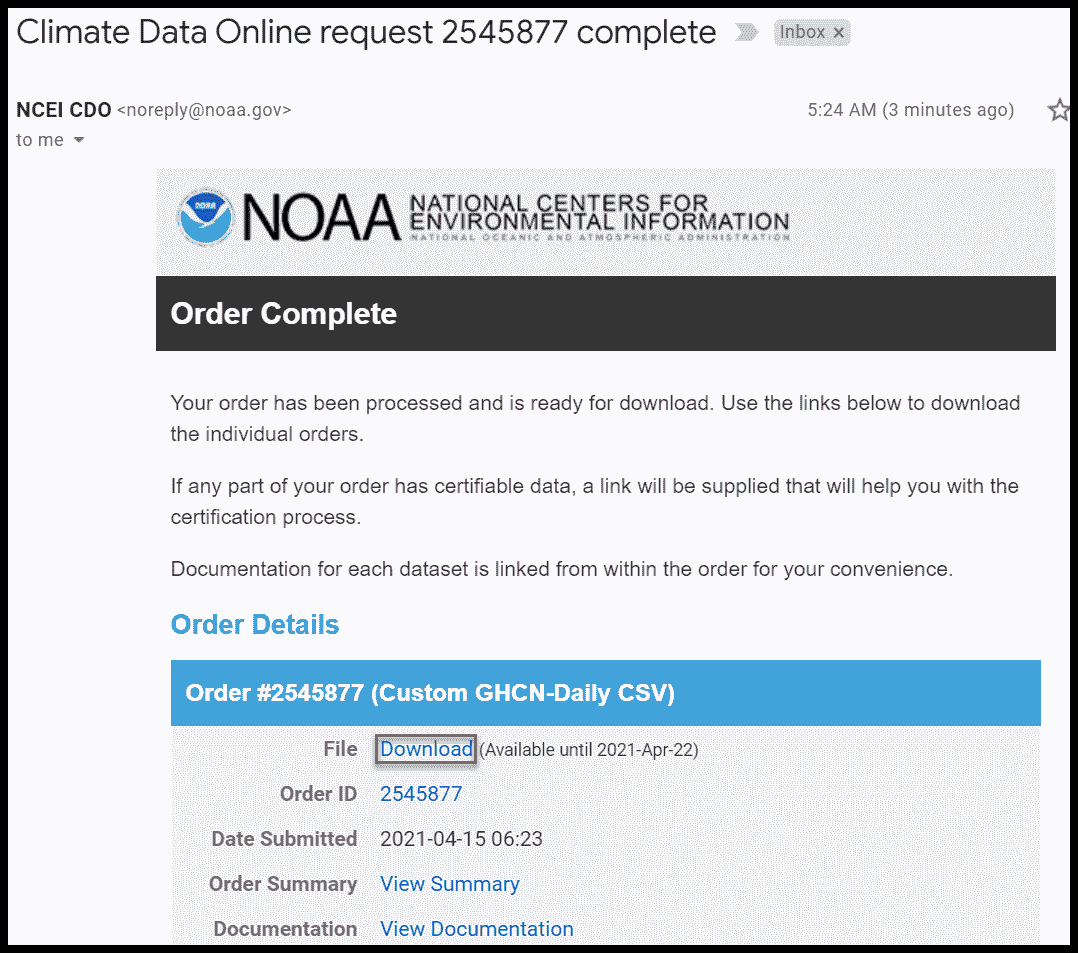 Climate Data Online request 2545877 complete Inbox ×
NCEI CDO <noreply@noaa.gov> 5:24 AM (3 minutes ago)
to me
NOAA NOAA NATIONAL CENTERS FOR
ENVIRONMENTAL INFORMATION
NATIONAL OCEANIC AND ATMOSPHERIC ADMINISTRATION
Order Complete
Your order has been processed and is ready for download. Use the links below to download
the individual orders.
If any part of your order has certifiable data, a link will be supplied that will help you with the
certification process.
Documentation for each dataset is linked from within the order for your convenience.
Order Details
Order #2545877 (Custom GHCN-Daily CSV)
File Download (Available until 2021-Apr-22)
Order ID 2545877
Date Submitted 2021-04-15 06:23
Order Summary View Summary
Documentation View Documentation